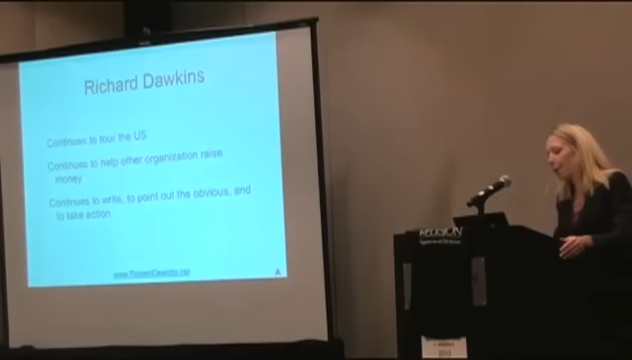 Richard Dawkins
Continues to tour the US
Continues to help other organization raise
money
Continues to write, to point out the obvious, and
to take action
www.RichardDawkins.net
A